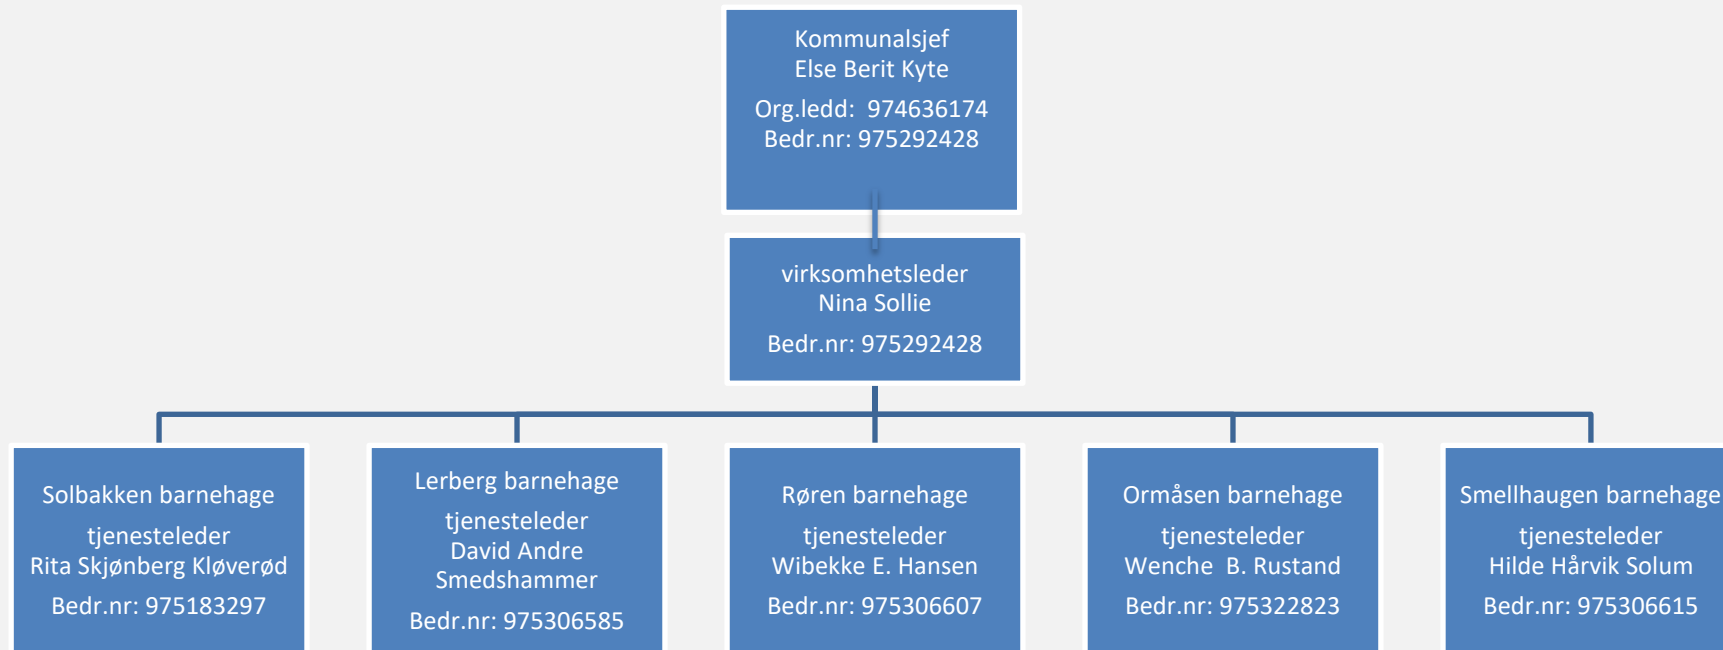 Kommunalsjef
Else Berit Kyte
Org.ledd:  974636174
Bedr.nr: 975292428
virksomhetsleder
Nina Sollie
Bedr.nr: 975292428
Solbakken barnehage
tjenesteleder
Rita Skjønberg Kløverød
Bedr.nr: 975183297
Lerberg barnehage
tjenesteleder
David Andre
Smedshammer
Bedr.nr: 975306585
Røren barnehage
tjenesteleder
Wibekke E. Hansen
Bedr.nr: 975306607
Ormåsen barnehage
tjenesteleder
Wenche  B. Rustand
Bedr.nr: 975322823
Smellhaugen barnehage
tjenesteleder
Hilde Hårvik Solum
Bedr.nr: 975306615